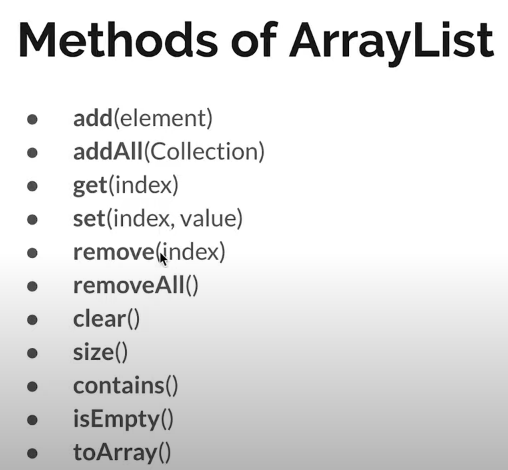 Methods of ArrayList
● add(element)
● addAll(Collection)
● get(index)
● set(index, value)
● remove(index)
● removeAll()
● clear()
● size()
● contains()
● isEmpty()
● toArray()